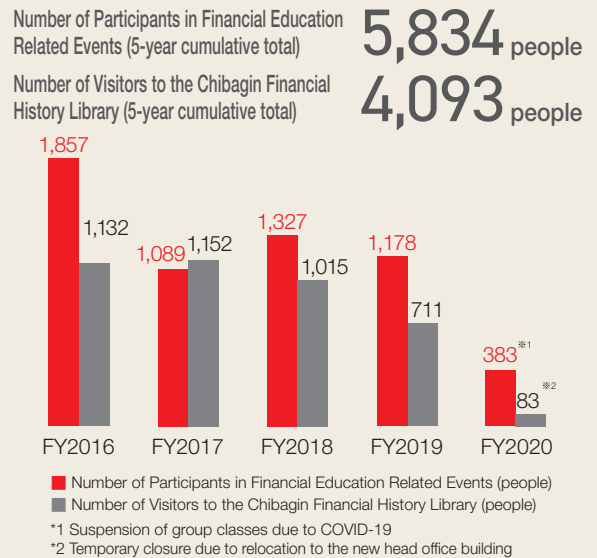 Number of Participants in Financial Education
Related Events (5-year cumulative total)
5,834 people
Number of Visitors to the Chibagin Financial
History Library (5-year cumulative total)
4,093 people
1,857
1,132
1,089
1,152
1,327
1,015
1,178
711
383※1
83※2
FY2016 FY2017 FY2018 FY2019 FY2020
Number of Participants in Financial Education Related Events (people)
Number of Visitors to the Chibagin Financial History Library (people)
*1 Suspension of group classes due to COVID-19
*2 Temporary closure due to relocation to the new head office building